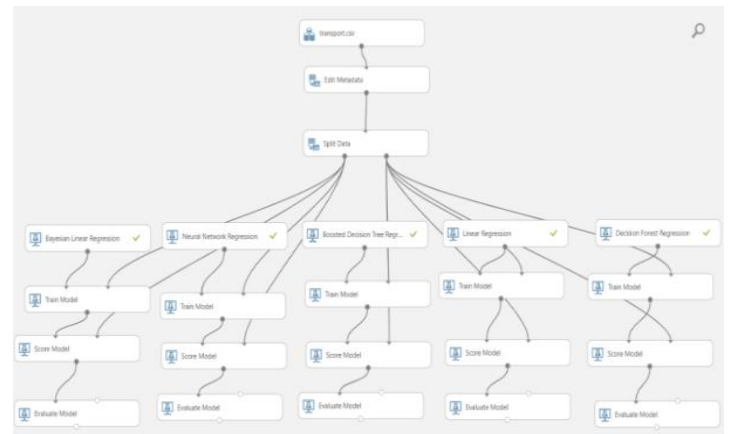 transport.csv
Edit Metadata
Split Data
Bayesian Linear Regression
Neural Network Regression
Boosted Decision Tree Regr...
Linear Regression
Decision Forest Regression
Train Model
Train Model
Train Model
Train Model
Train Model
Score Model
Score Model
Score Model
Score Model
Score Model
Evaluate Model
Evaluate Model
Evaluate Model
Evaluate Model
Evaluate Model